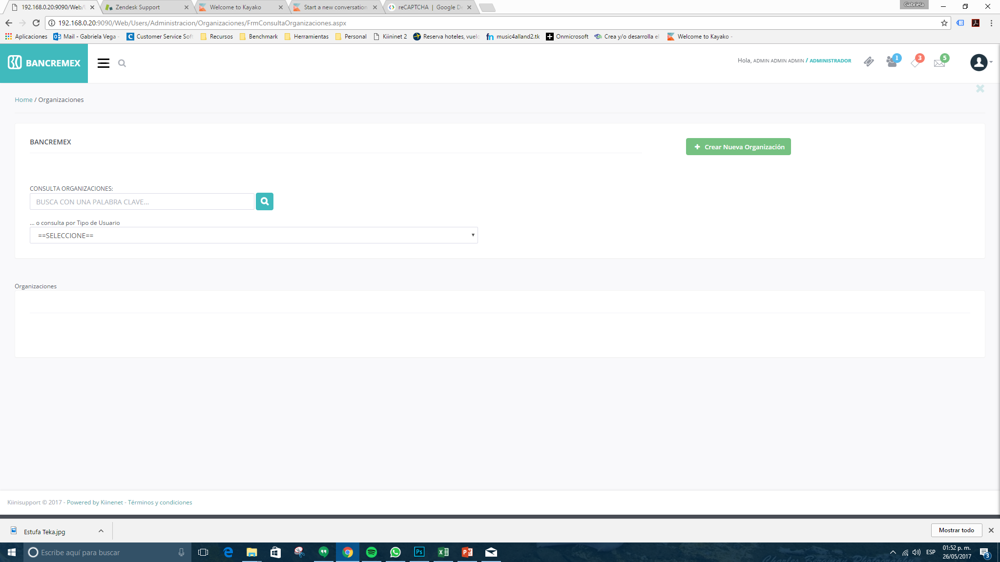 192.168.0.20:9090/Web/U
Zendesk Support
Welcome to Kayako
Start a new conversation
reCAPTCHA | Google De
Gabriela
192.168.0.20:9090/Web/Users/Administracion/Organizaciones/FrmConsultaOrganizaciones.aspx
Aplicaciones
Mail - Gabriela Vega -
Customer Service Soft
Recursos
Benchmark
Herramientas
Personal
Kiininet 2
Reserva hoteles, vuelo
music4alland2.tk
Onmicrosoft
Crea y/o desarrolla el
Welcome to Kayako -
BANCREMEX
Hola, ADMIN ADMIN ADMIN / ADMINISTRADOR
1
3
5
Home / Organizaciones
BANCREMEX
Crear Nueva Organización
CONSULTA ORGANIZACIONES:
BUSCA CON UNA PALABRA CLAVE...
... o consulta por Tipo de Usuario
==SELECCIONE==
Organizaciones
Kiinisupport © 2017 - Powered by Kiinenet - Términos y condiciones
Estufa Teka.jpg
Mostrar todo
Escribe aquí para buscar
ESP
01:52 p. m.
26/05/2017
3